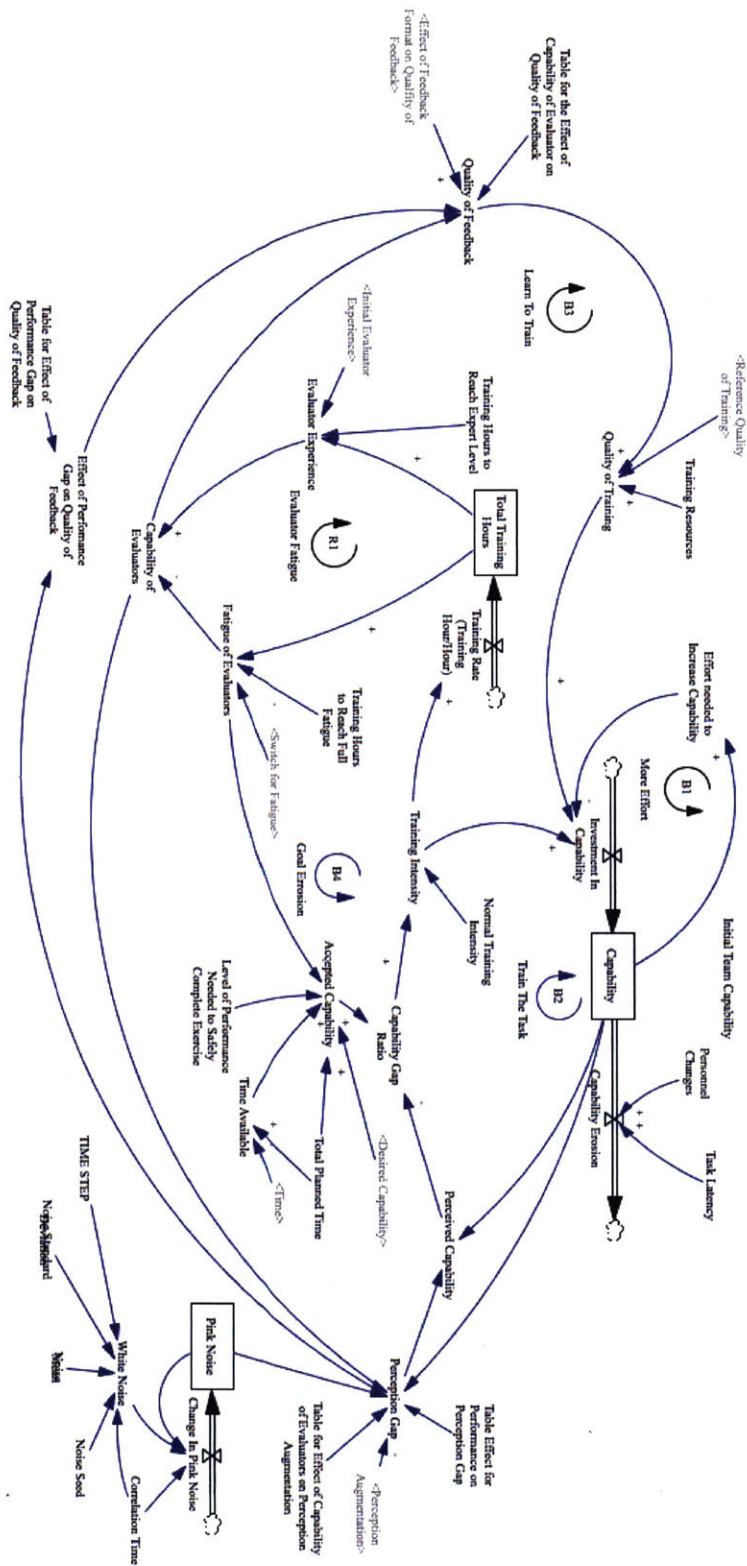 Initial Team Capability
Personnel
Changes
Task Latency
Effort needed to
Increase Capability
B1
More Effort
Investment In
Capability
Capability
Capability Erosion
B2
Train The Task
<Reference Quality
of Training>
Training Resources
Quality of Training
Normal Training
Intensity
Training Intensity
Capability Gap
Ratio
Perceived Capability
Perception Gap
Table Effect for
Performance on
Perception Gap
<Perception
Augmentation>
Table for Effect of Capability
of Evaluators on Perception
Augmentation
Training Rate
(Training
Hour/Hour)
Total Training
Hours
B3
Learn To Train
Table for the Effect of
Capability of Evaluator on
Quality of Feedback
<Effect of Feedback
Format on Qualfity of
Feedback>
Quality of Feedback
Training Hours to
Reach Expert Level
<Initial Evaluator
Experience>
Evaluator Experience
R1
Evaluator Fatigue
Training Hours
to Reach Full
Fatigue
<Switch for Fatigue>
Fatigue of Evaluators
Capability of
Evaluators
B4
Goal Errosion
Accepted Capability
<Desired Capability>
Level of Performance
Needed to Safely
Complete Exercise
Total Planned Time
Time Available
<Time>
Effect of Perfomance
Gap on Quality of
Feedback
Table for Effect of
Performance Gap on
Quality of Feedback
Pink Noise
Change In Pink Noise
White Noise
TIME STEP
Noise Standard
Noise Seed
Correlation Time